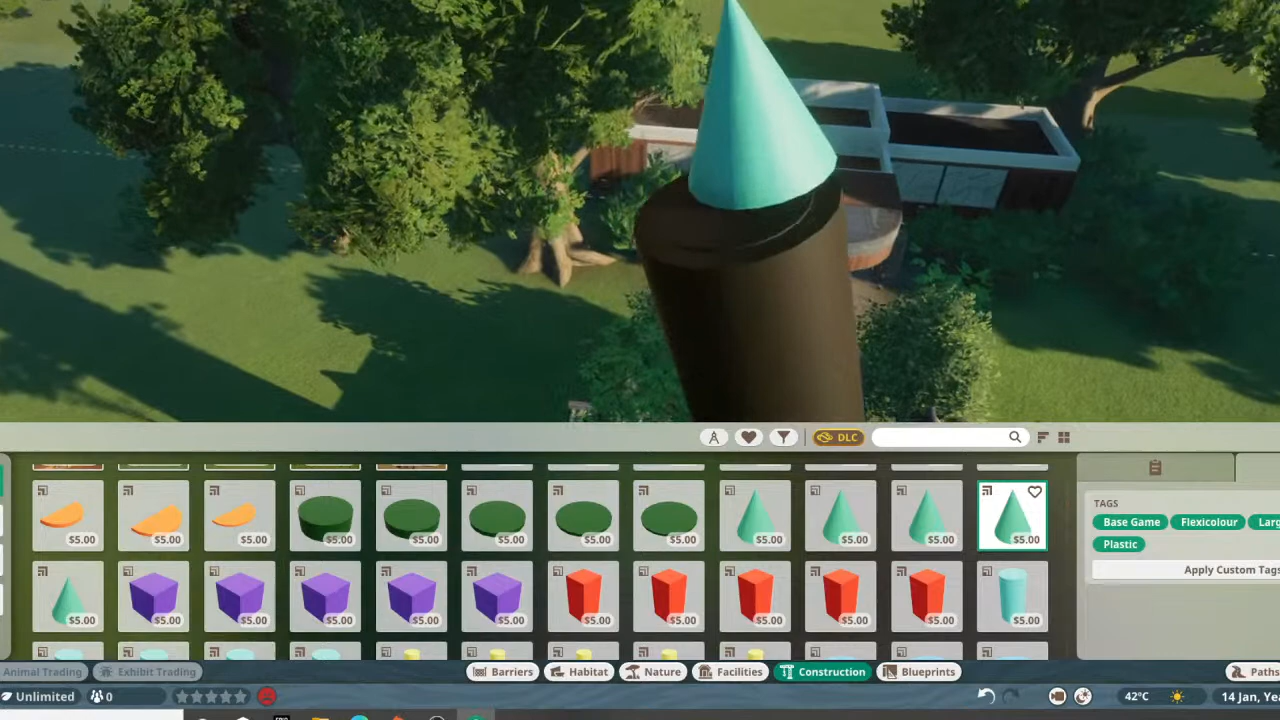 DLC
TAGS
Base Game Flexicolour Larg
Plastic
Apply Custom Tags
$5.00 $5.00 $5.00 $5.00 $5.00 $5.00 $5.00 $5.00 $5.00 $5.00 $5.00 $5.00
$5.00 $5.00 $5.00 $5.00 $5.00 $5.00 $5.00 $5.00 $5.00 $5.00 $5.00 $5.00
Animal Trading Exhibit Trading Barriers Habitat Nature Facilities Construction Blueprints Paths
Unlimited 0 42°C 14 Jan, Yea